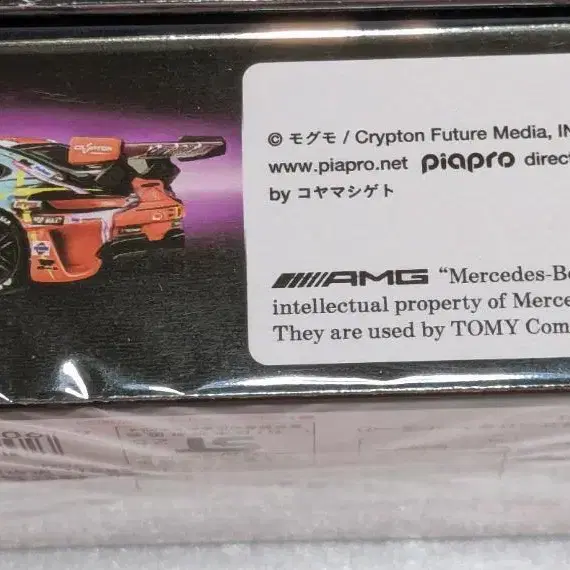 © モグモ / Crypton Future Media, IN
www.piapro.net piapro direct
by コヤマシゲト
AMG "Mercedes-Be
intellectual property of Merce
They are used by TOMY Com
ST